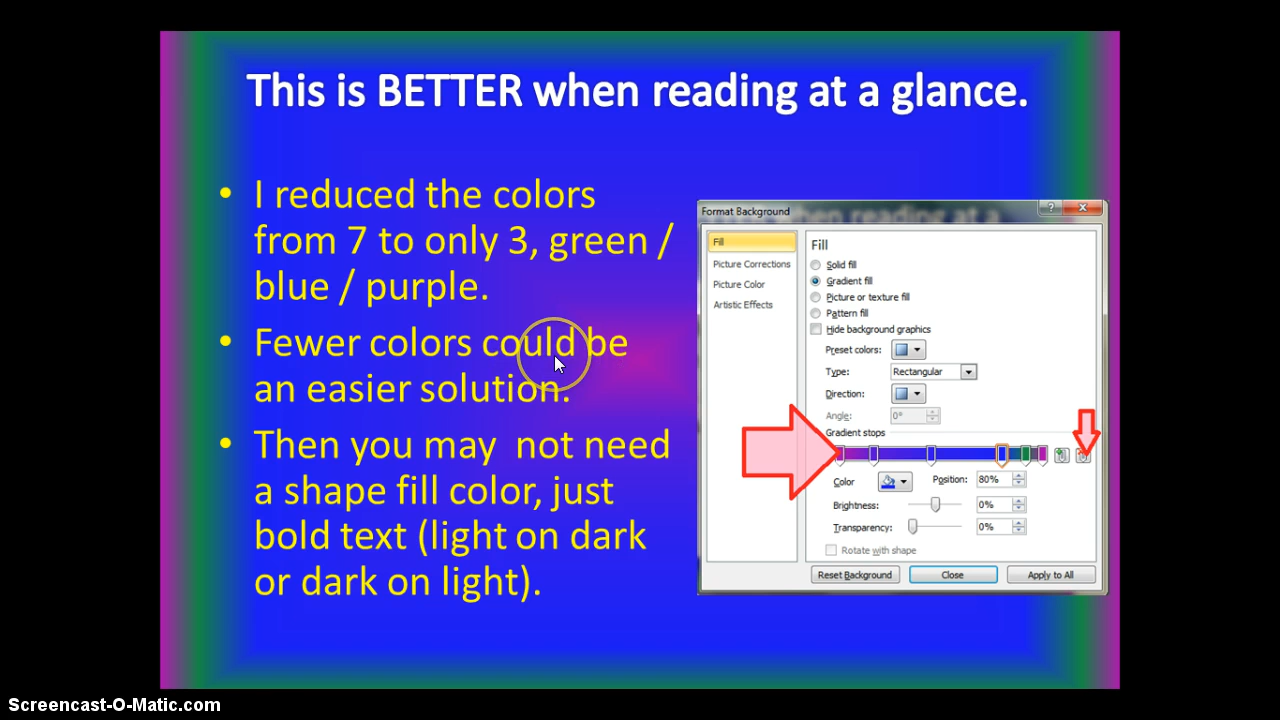 This is BETTER when reading at a glance.
• I reduced the colors
from 7 to only 3, green /
blue / purple.
• Fewer colors could be
an easier solution.
• Then you may  not need
a shape fill color, just
bold text (light on dark
or dark on light).
Format Background
Fill
Picture Corrections
Picture Color
Artistic Effects
Fill
Solid fill
Gradient fill
Picture or texture fill
Pattern fill
Hide background graphics
Preset colors:
Type: Rectangular
Direction:
Angle: 0°
Gradient stops
Color Position: 80%
Brightness: 0%
Transparency: 0%
Rotate with shape
Reset Background Close Apply to All
Screencast-O-Matic.com